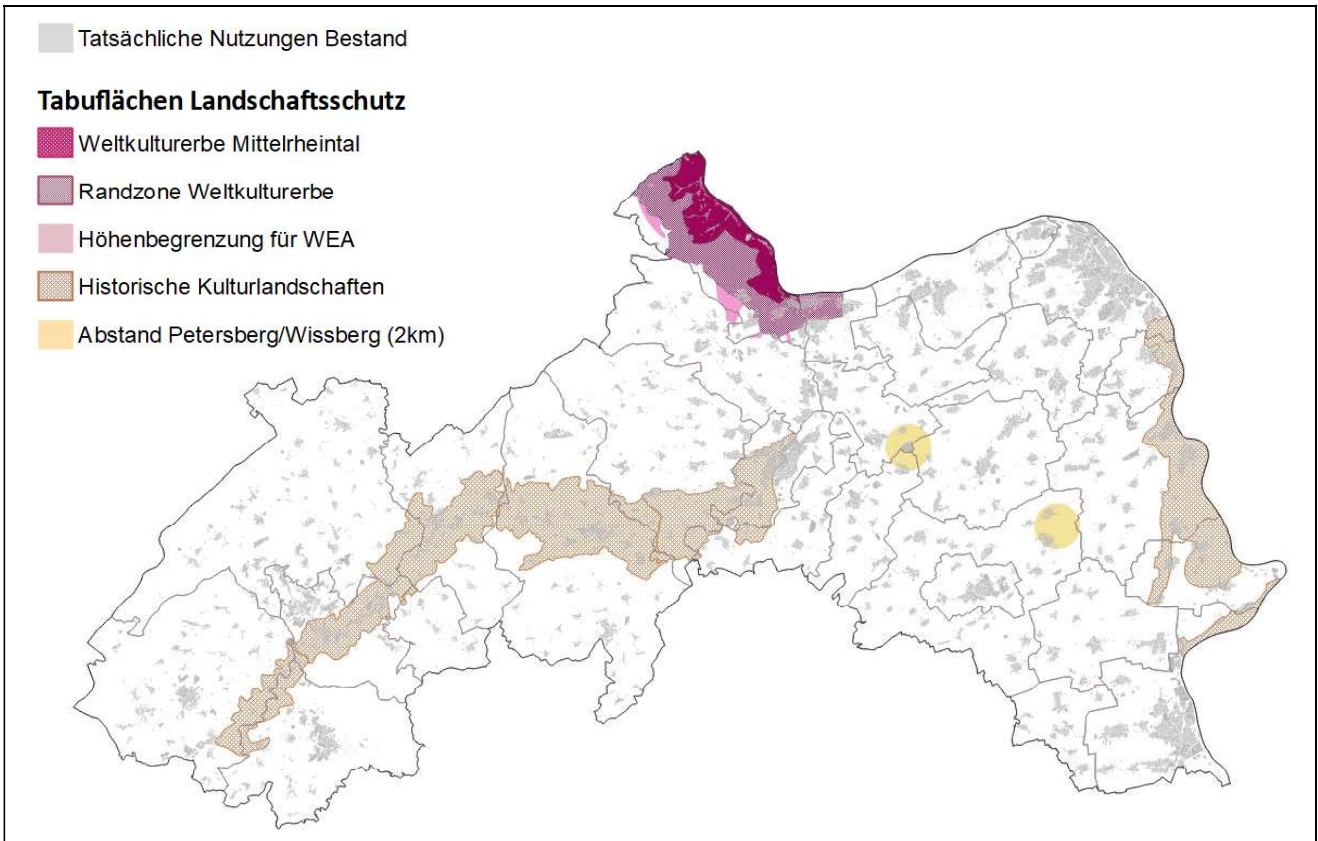 Tatsächliche Nutzungen Bestand
Tabuflächen Landschaftsschutz
Weltkulturerbe Mittelrheintal
Randzone Weltkulturerbe
Höhenbegrenzung für WEA
Historische Kulturlandschaften
Abstand Petersberg/Wissberg (2km)